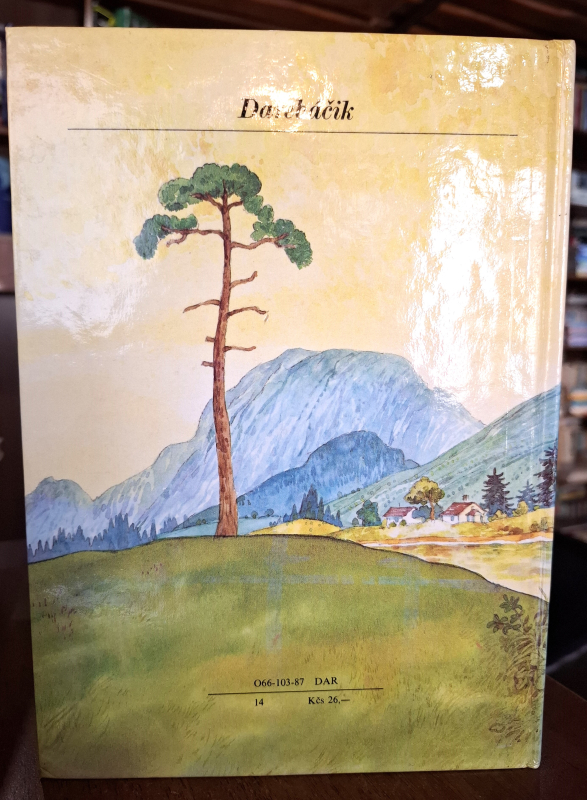 Darebáčik
O66-103-87 DAR
14 Kčs 26,—